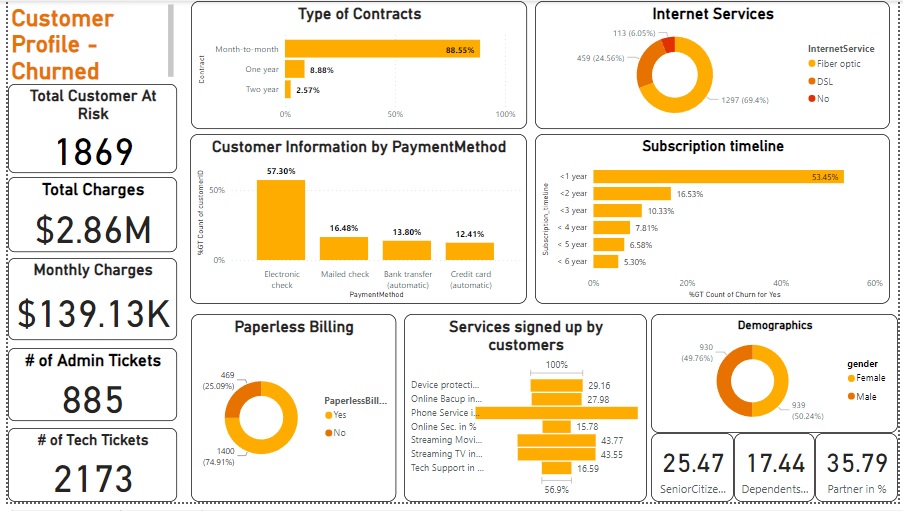 Customer
Profile -
Churned
Total Customer At
Risk
1869
Total Charges
$2.86M
Monthly Charges
$139.13K
# of Admin Tickets
885
# of Tech Tickets
2173
Type of Contracts
Contract
Month-to-month
88.55%
One year
8.88%
Two year
2.57%
0%
50%
100%
Internet Services
113 (6.05%)
459 (24.56%)
1297 (69.4%)
InternetService
Fiber optic
DSL
No
Customer Information by PaymentMethod
%GT Count of customerID
50%
0%
57.30%
16.48%
13.80%
12.41%
Electronic
check
Mailed check
Bank transfer
(automatic)
Credit card
(automatic)
PaymentMethod
Subscription timeline
Subscription_timeline
<1 year
53.45%
<2 year
16.53%
<3 year
10.33%
< 4 year
7.81%
< 5 year
6.58%
< 6 year
5.30%
0%
20%
40%
60%
%GT Count of Churn for Yes
Paperless Billing
469
(25.09%)
1400
(74.91%)
PaperlessBill...
Yes
No
Services signed up by
customers
100%
Device protecti...
29.16
Online Bacup in...
27.98
Phone Service i...
Online Sec. in %
15.78
Streaming Movi...
43.77
Streaming TV in...
43.55
Tech Support in ...
16.59
56.9%
Demographics
930
(49.76%)
939
(50.24%)
gender
Female
Male
25.47
SeniorCitize...
17.44
Dependents...
35.79
Partner in %